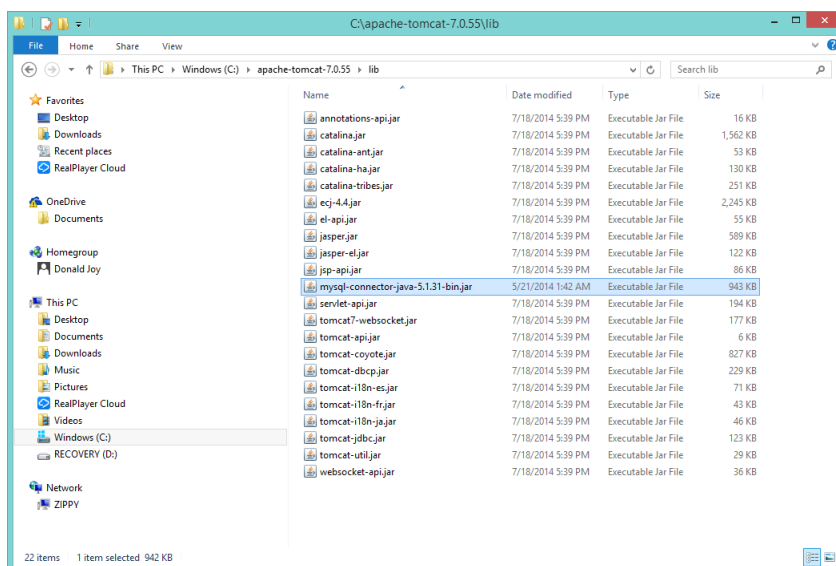 C:\apache-tomcat-7.0.55\lib
File Home Share View
This PC Windows (C:) apache-tomcat-7.0.55 lib Search lib
Name Date modified Type Size
Favorites
Desktop
Downloads
Recent places
RealPlayer Cloud
OneDrive
Documents
Homegroup
Donald Joy
This PC
Desktop
Documents
Downloads
Music
Pictures
RealPlayer Cloud
Videos
Windows (C:)
RECOVERY (D:)
Network
ZIPPY
annotations-api.jar 7/18/2014 5:39 PM Executable Jar File 16 KB
catalina.jar 7/18/2014 5:39 PM Executable Jar File 1,562 KB
catalina-ant.jar 7/18/2014 5:39 PM Executable Jar File 53 KB
catalina-ha.jar 7/18/2014 5:39 PM Executable Jar File 130 KB
catalina-tribes.jar 7/18/2014 5:39 PM Executable Jar File 251 KB
ecj-4.4.jar 7/18/2014 5:39 PM Executable Jar File 2,245 KB
el-api.jar 7/18/2014 5:39 PM Executable Jar File 55 KB
jasper.jar 7/18/2014 5:39 PM Executable Jar File 589 KB
jasper-el.jar 7/18/2014 5:39 PM Executable Jar File 122 KB
jsp-api.jar 7/18/2014 5:39 PM Executable Jar File 86 KB
mysql-connector-java-5.1.31-bin.jar 5/21/2014 1:42 AM Executable Jar File 943 KB
servlet-api.jar 7/18/2014 5:39 PM Executable Jar File 194 KB
tomcat7-websocket.jar 7/18/2014 5:39 PM Executable Jar File 177 KB
tomcat-api.jar 7/18/2014 5:39 PM Executable Jar File 6 KB
tomcat-coyote.jar 7/18/2014 5:39 PM Executable Jar File 827 KB
tomcat-dbcp.jar 7/18/2014 5:39 PM Executable Jar File 229 KB
tomcat-i18n-es.jar 7/18/2014 5:39 PM Executable Jar File 71 KB
tomcat-i18n-fr.jar 7/18/2014 5:39 PM Executable Jar File 43 KB
tomcat-i18n-ja.jar 7/18/2014 5:39 PM Executable Jar File 46 KB
tomcat-jdbc.jar 7/18/2014 5:39 PM Executable Jar File 123 KB
tomcat-util.jar 7/18/2014 5:39 PM Executable Jar File 29 KB
websocket-api.jar 7/18/2014 5:39 PM Executable Jar File 36 KB
22 items 1 item selected 942 KB